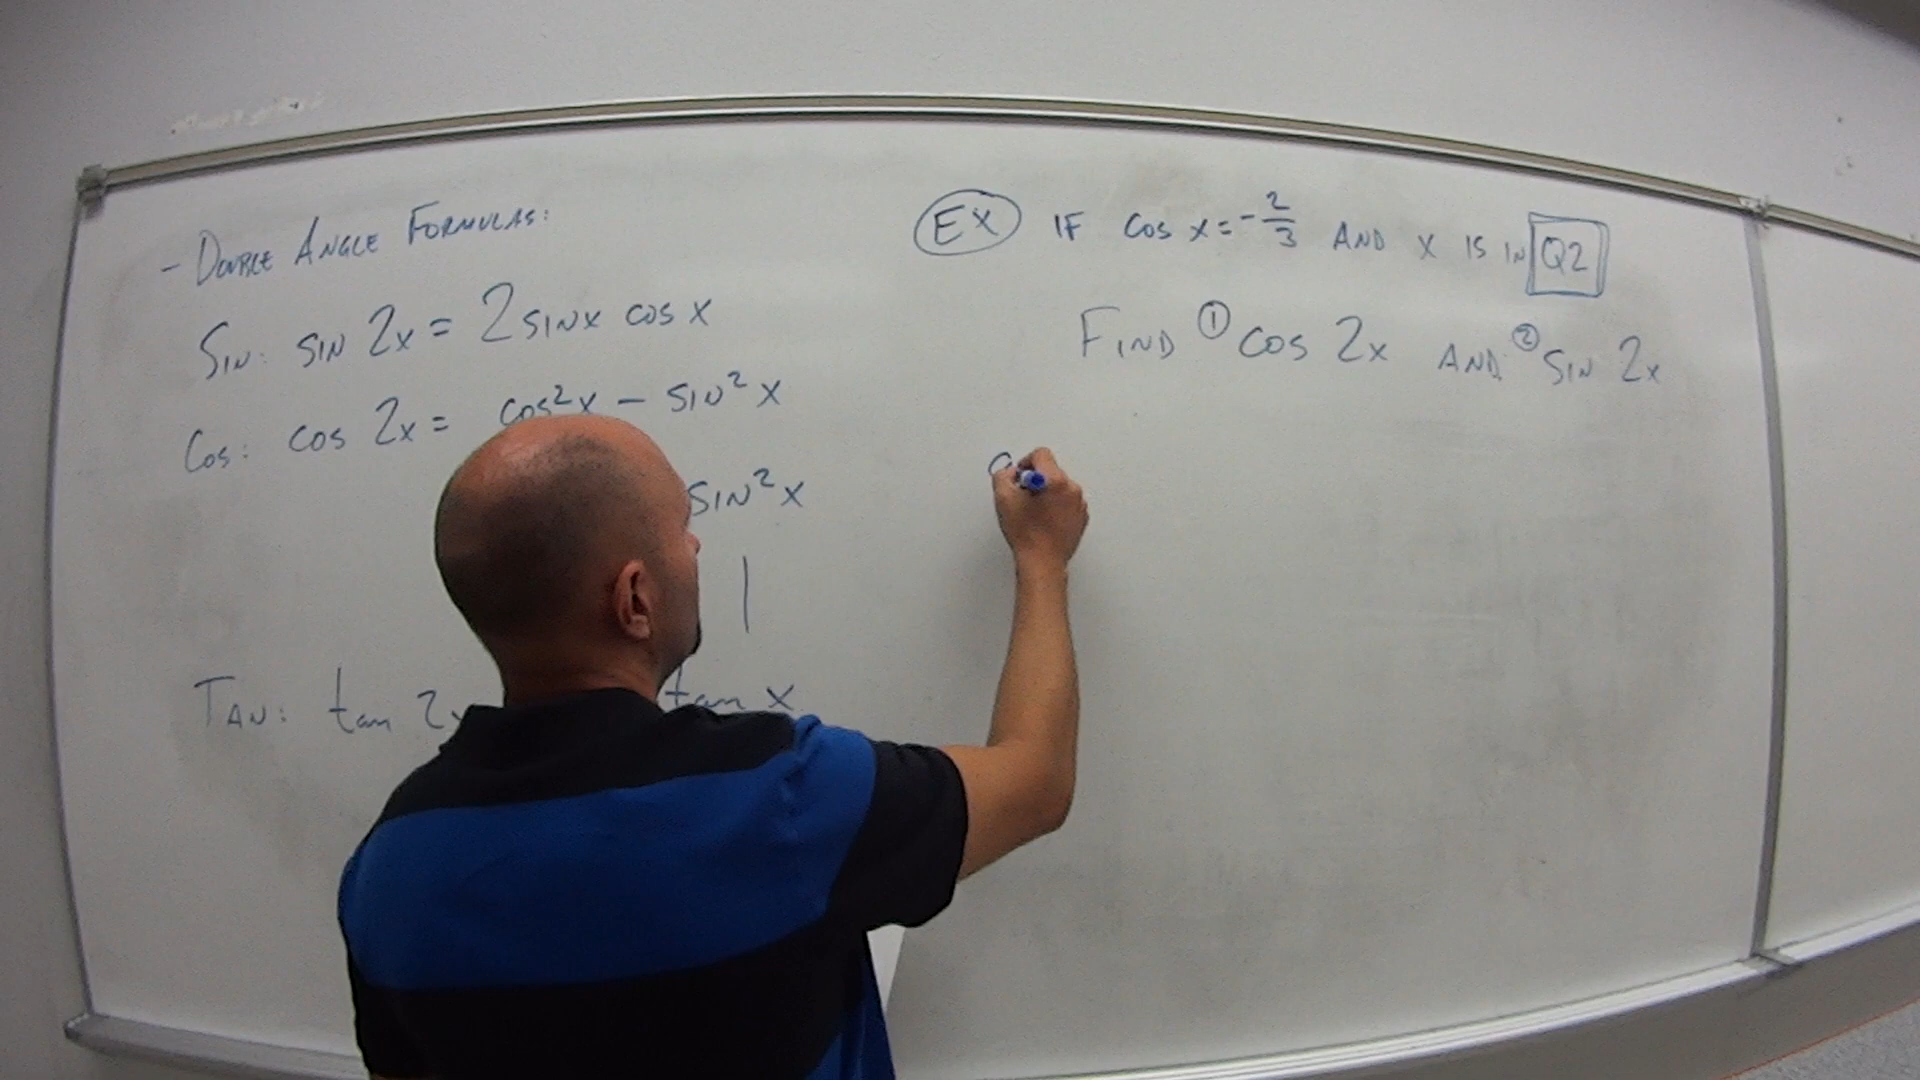 - DOUBLE ANGLE FORMULAS:
SIN: SIN 2x = 2 SINx cos x
Cos: cos 2x = cos²x - SIN²x
SIN²x
1
TAN: tan 2x tan x
EX IF cos x = -2/3 AND x IS IN Q2
FIND ① cos 2x AND ② SIN 2x